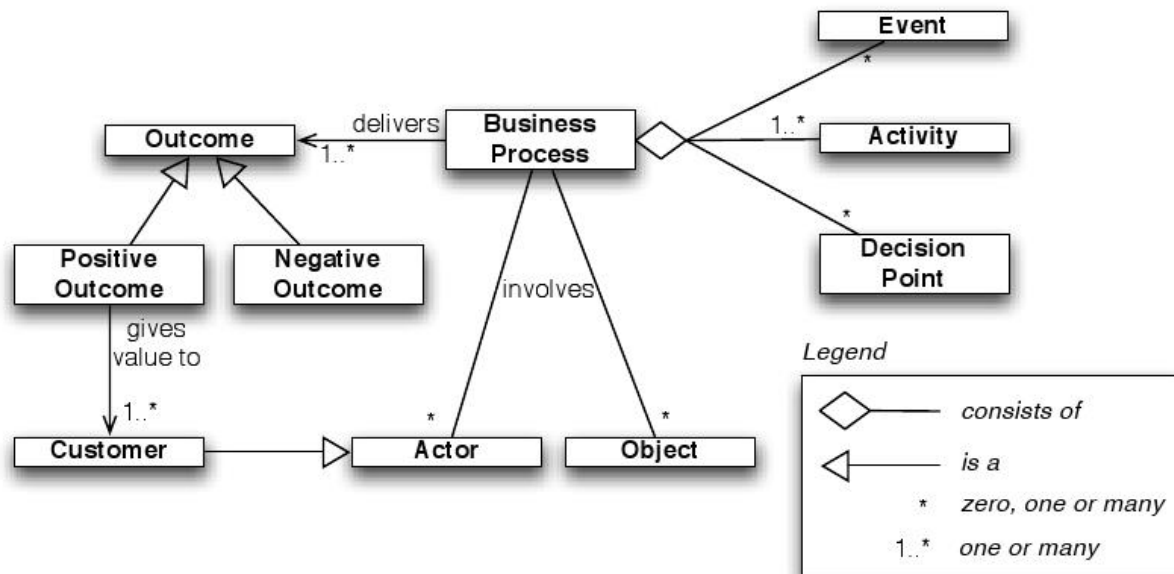 Event
*
delivers
Business
Process
1..*
Activity
Outcome
1..*
*
Positive
Outcome
Negative
Outcome
Decision
Point
involves
gives
value to
1..*
*
*
Customer
Actor
Object
Legend
consists of
is a
* zero, one or many
1..* one or many